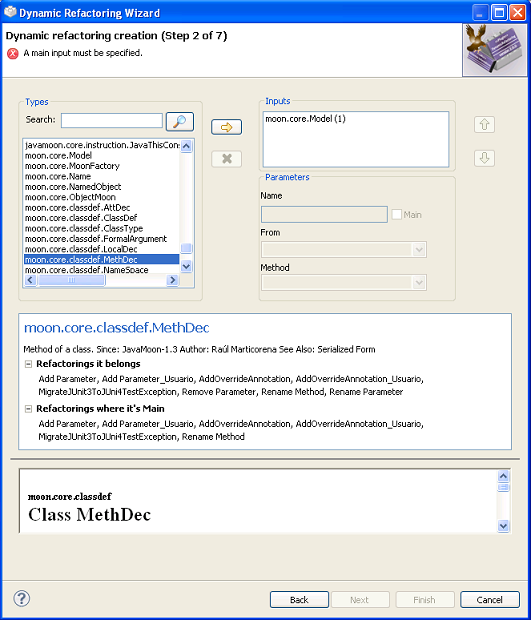 Dynamic Refactoring Wizard
Dynamic refactoring creation (Step 2 of 7)
A main input must be specified.
Types
Search:
javamoon.core.instruction.JavaThisCons
moon.core.Model
moon.core.MoonFactory
moon.core.Name
moon.core.NamedObject
moon.core.ObjectMoon
moon.core.classdef.AttDec
moon.core.classdef.ClassDef
moon.core.classdef.ClassType
moon.core.classdef.FormalArgument
moon.core.classdef.LocalDec
moon.core.classdef.MethDec
moon.core.classdef.NameSpace
Inputs
moon.core.Model (1)
Parameters
Name
Main
From
Method
moon.core.classdef.MethDec
Method of a class. Since: JavaMoon-1.3 Author: Raúl Marticorena See Also: Serialized Form
Refactorings it belongs
Add Parameter, Add Parameter_Usuario, AddOverrideAnnotation, AddOverrideAnnotation_Usuario,
MigrateJUnit3ToJUni4TestException, Remove Parameter, Rename Method, Rename Parameter
Refactorings where it's Main
Add Parameter, Add Parameter_Usuario, AddOverrideAnnotation, AddOverrideAnnotation_Usuario,
MigrateJUnit3ToJUni4TestException, Rename Method
moon.core.classdef
Class MethDec
Back
Next
Finish
Cancel